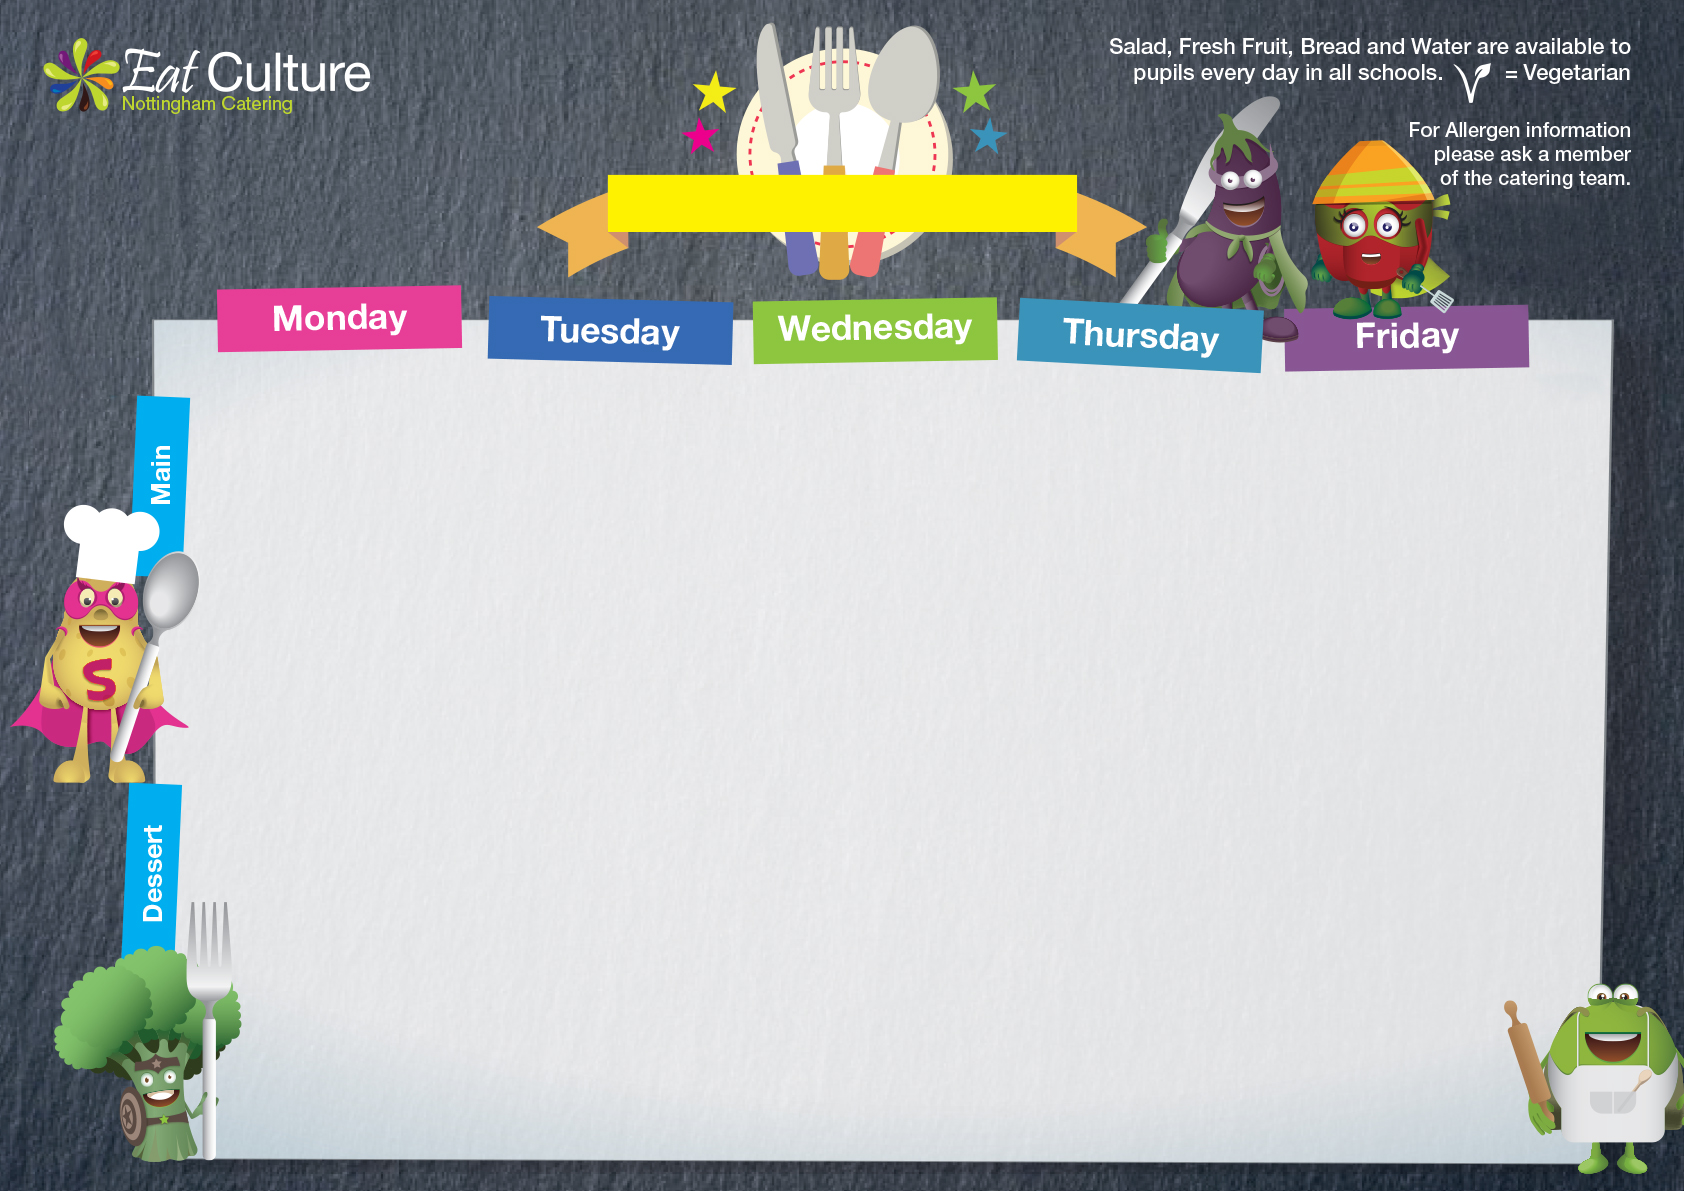 Eat Culture
Nottingham Catering
Salad, Fresh Fruit, Bread and Water are available to
pupils every day in all schools. = Vegetarian
For Allergen information
please ask a member
of the catering team.
Monday
Tuesday
Wednesday
Thursday
Friday
Main
S
Dessert